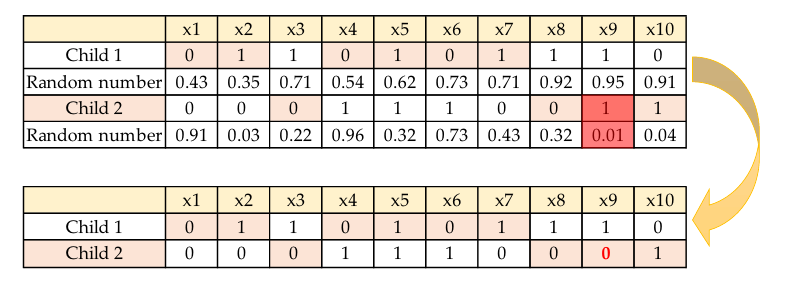 x1 x2 x3 x4 x5 x6 x7 x8 x9 x10
Child 1 0 1 1 0 1 0 1 1 1 0
Random number 0.43 0.35 0.71 0.54 0.62 0.73 0.71 0.92 0.95 0.91
Child 2 0 0 0 1 1 1 0 0 1 1
Random number 0.91 0.03 0.22 0.96 0.32 0.73 0.43 0.32 0.01 0.04
x1 x2 x3 x4 x5 x6 x7 x8 x9 x10
Child 1 0 1 1 0 1 0 1 1 1 0
Child 2 0 0 0 1 1 1 0 0 0 1